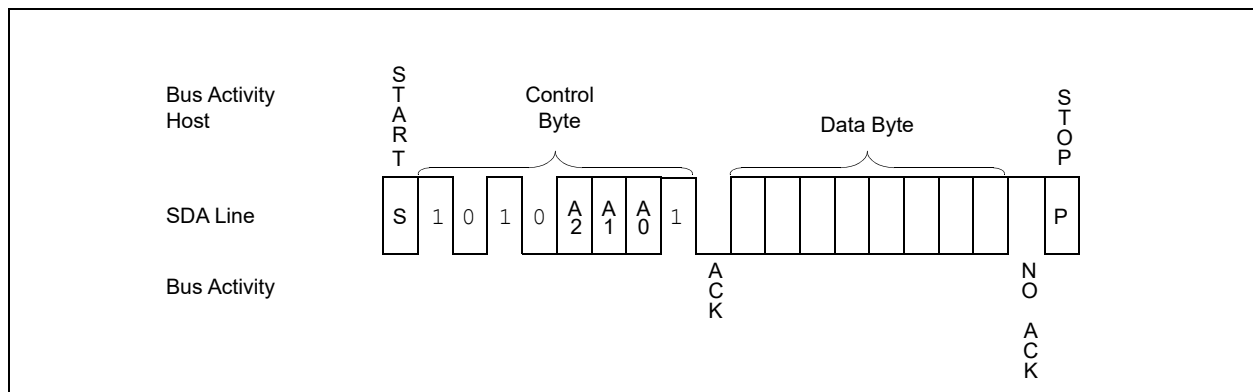 Bus Activity
Host
START
Control
Byte
Data Byte
STOP
SDA Line
S 1 0 1 0 A2 A1 A0 1 P
Bus Activity
ACK
NO ACK